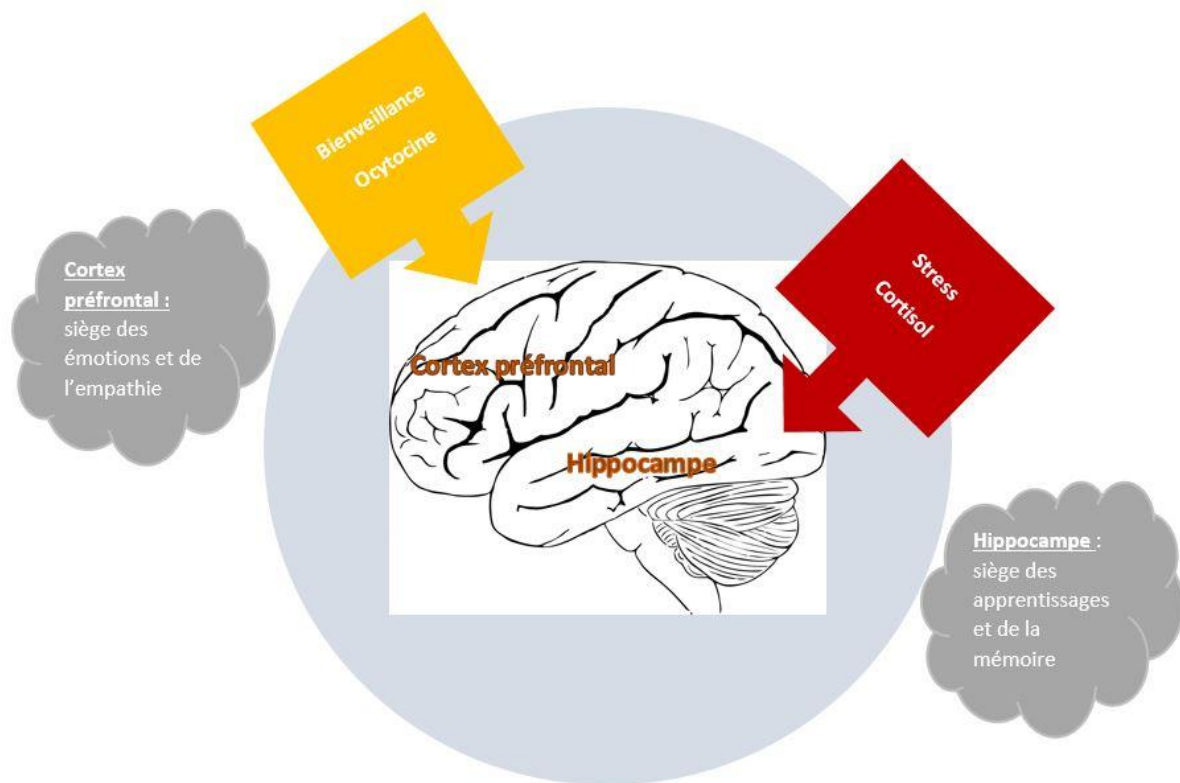 Bienveillance
Ocytocine
Stress
Cortisol
Cortex
préfrontal :
siège des
émotions et de
l’empathie
Cortex préfrontal
Hippocampe
Hippocampe :
siège des
apprentissages
et de la
mémoire